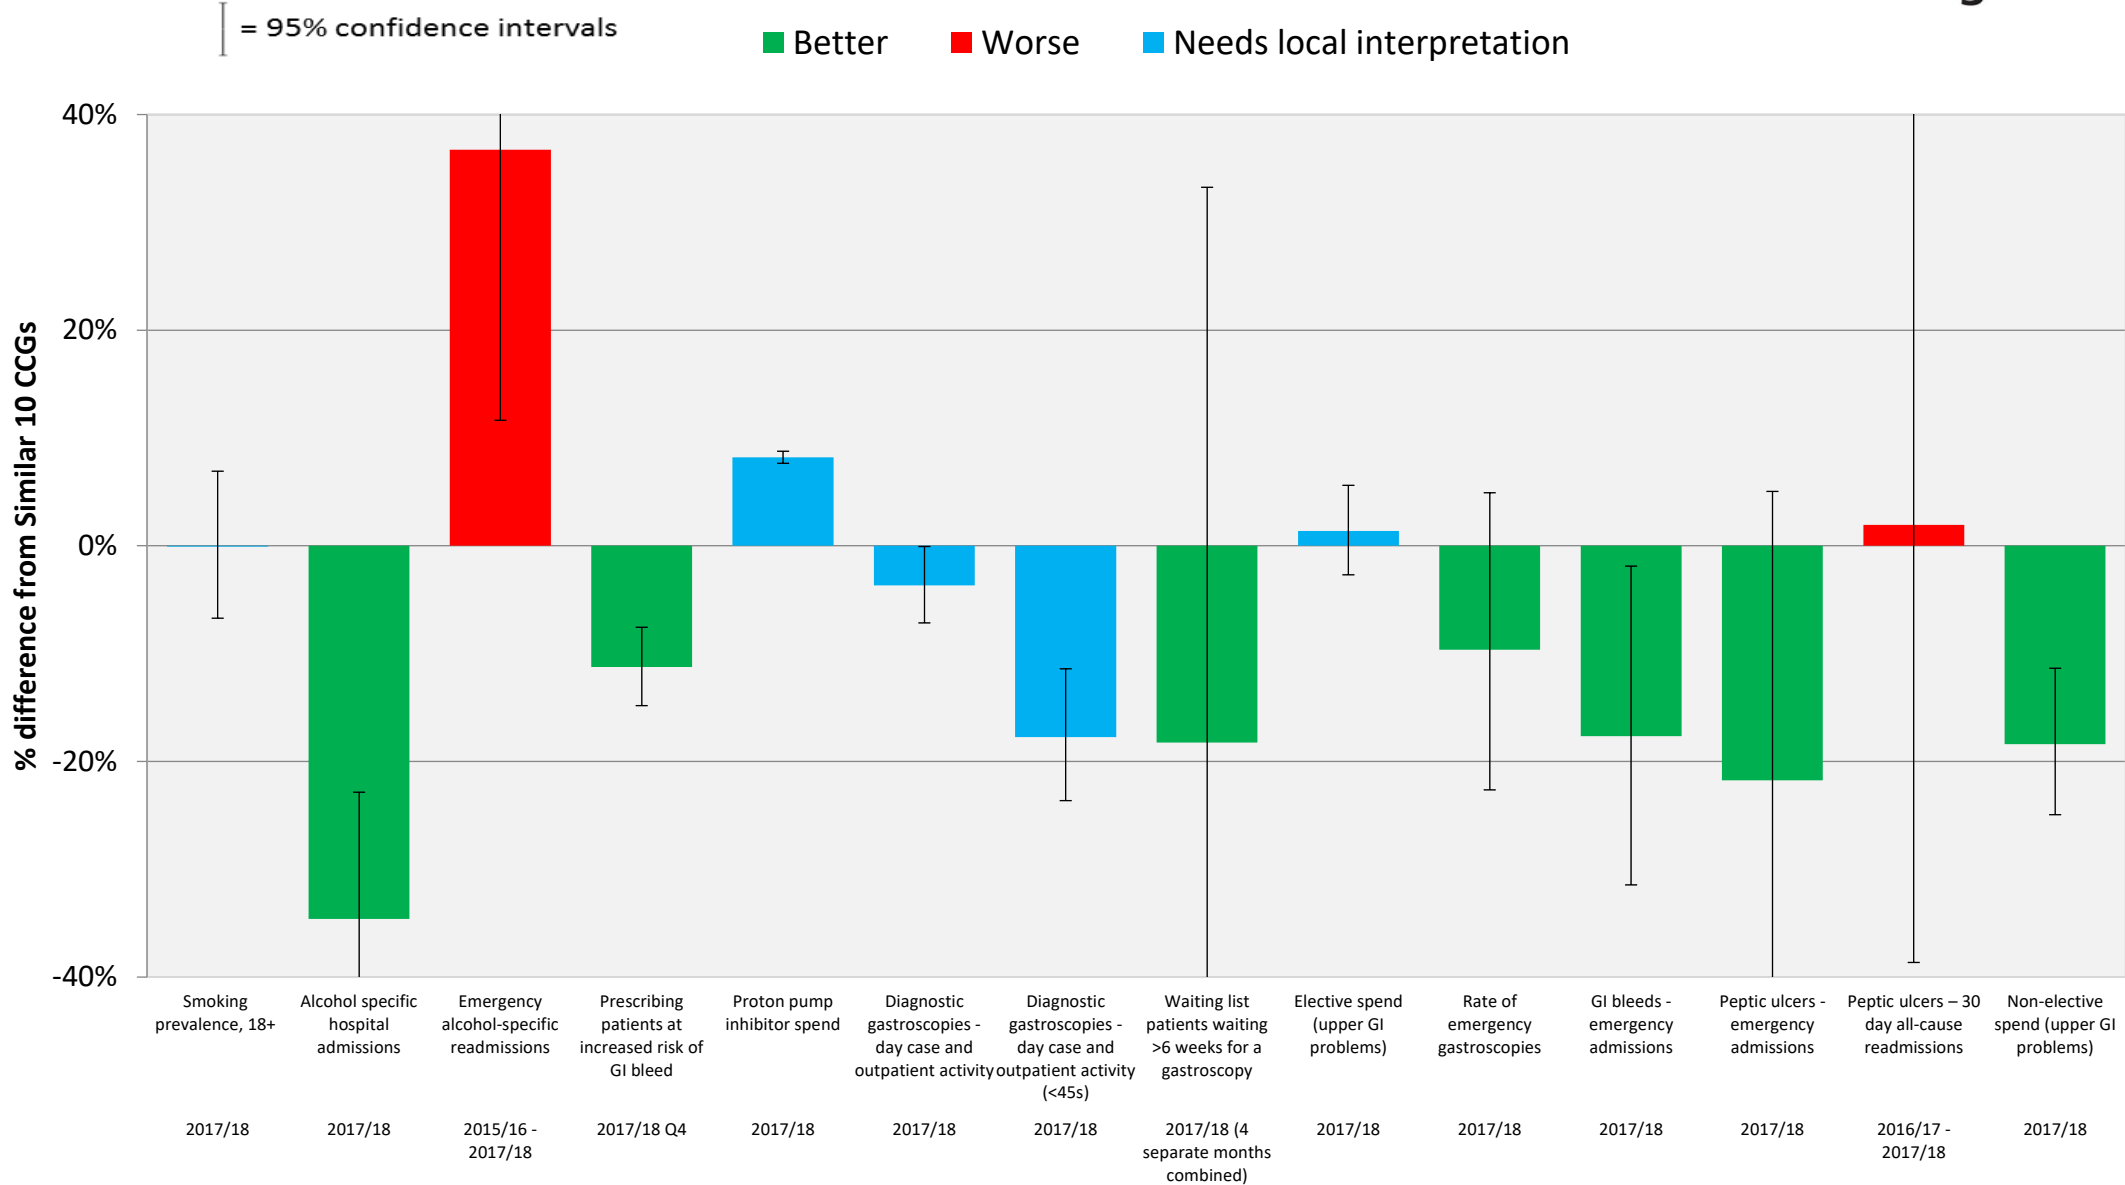 = 95% confidence intervals
Better
Worse
Needs local interpretation
% difference from Similar 10 CCGs
40%
20%
0%
-20%
-40%
Smoking
prevalence, 18+
2017/18
Alcohol specific
hospital
admissions
2017/18
Emergency
alcohol-specific
readmissions
2015/16 -
2017/18
Prescribing
patients at
increased risk of
GI bleed
2017/18 Q4
Proton pump
inhibitor spend
2017/18
Diagnostic
gastroscopies -
day case and
outpatient activity
2017/18
Diagnostic
gastroscopies -
day case and
outpatient activity
(<45s)
2017/18
Waiting list
patients waiting
>6 weeks for a
gastroscopy
2017/18 (4
separate months
combined)
Elective spend
(upper GI
problems)
2017/18
Rate of
emergency
gastroscopies
2017/18
GI bleeds -
emergency
admissions
2017/18
Peptic ulcers -
emergency
admissions
2017/18
Peptic ulcers – 30
day all-cause
readmissions
2016/17 -
2017/18
Non-elective
spend (upper GI
problems)
2017/18